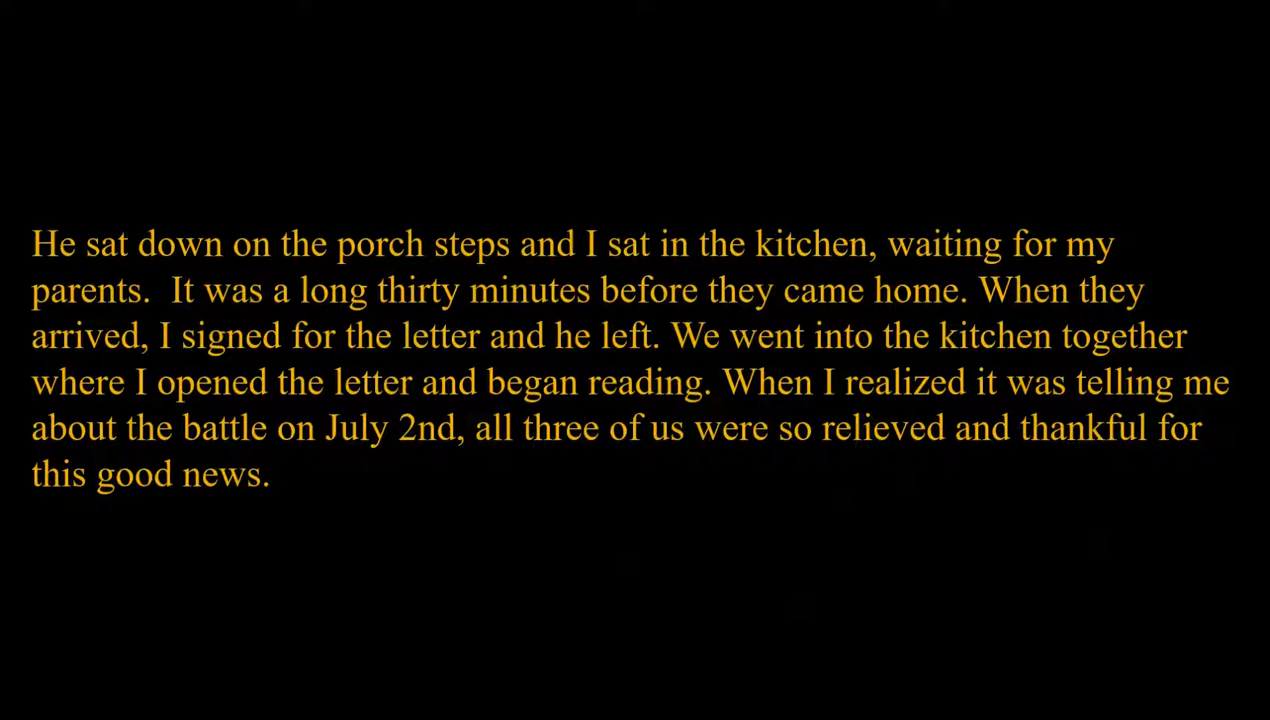 He sat down on the porch steps and I sat in the kitchen, waiting for my
parents.  It was a long thirty minutes before they came home. When they
arrived, I signed for the letter and he left. We went into the kitchen together
where I opened the letter and began reading. When I realized it was telling me
about the battle on July 2nd, all three of us were so relieved and thankful for
this good news.